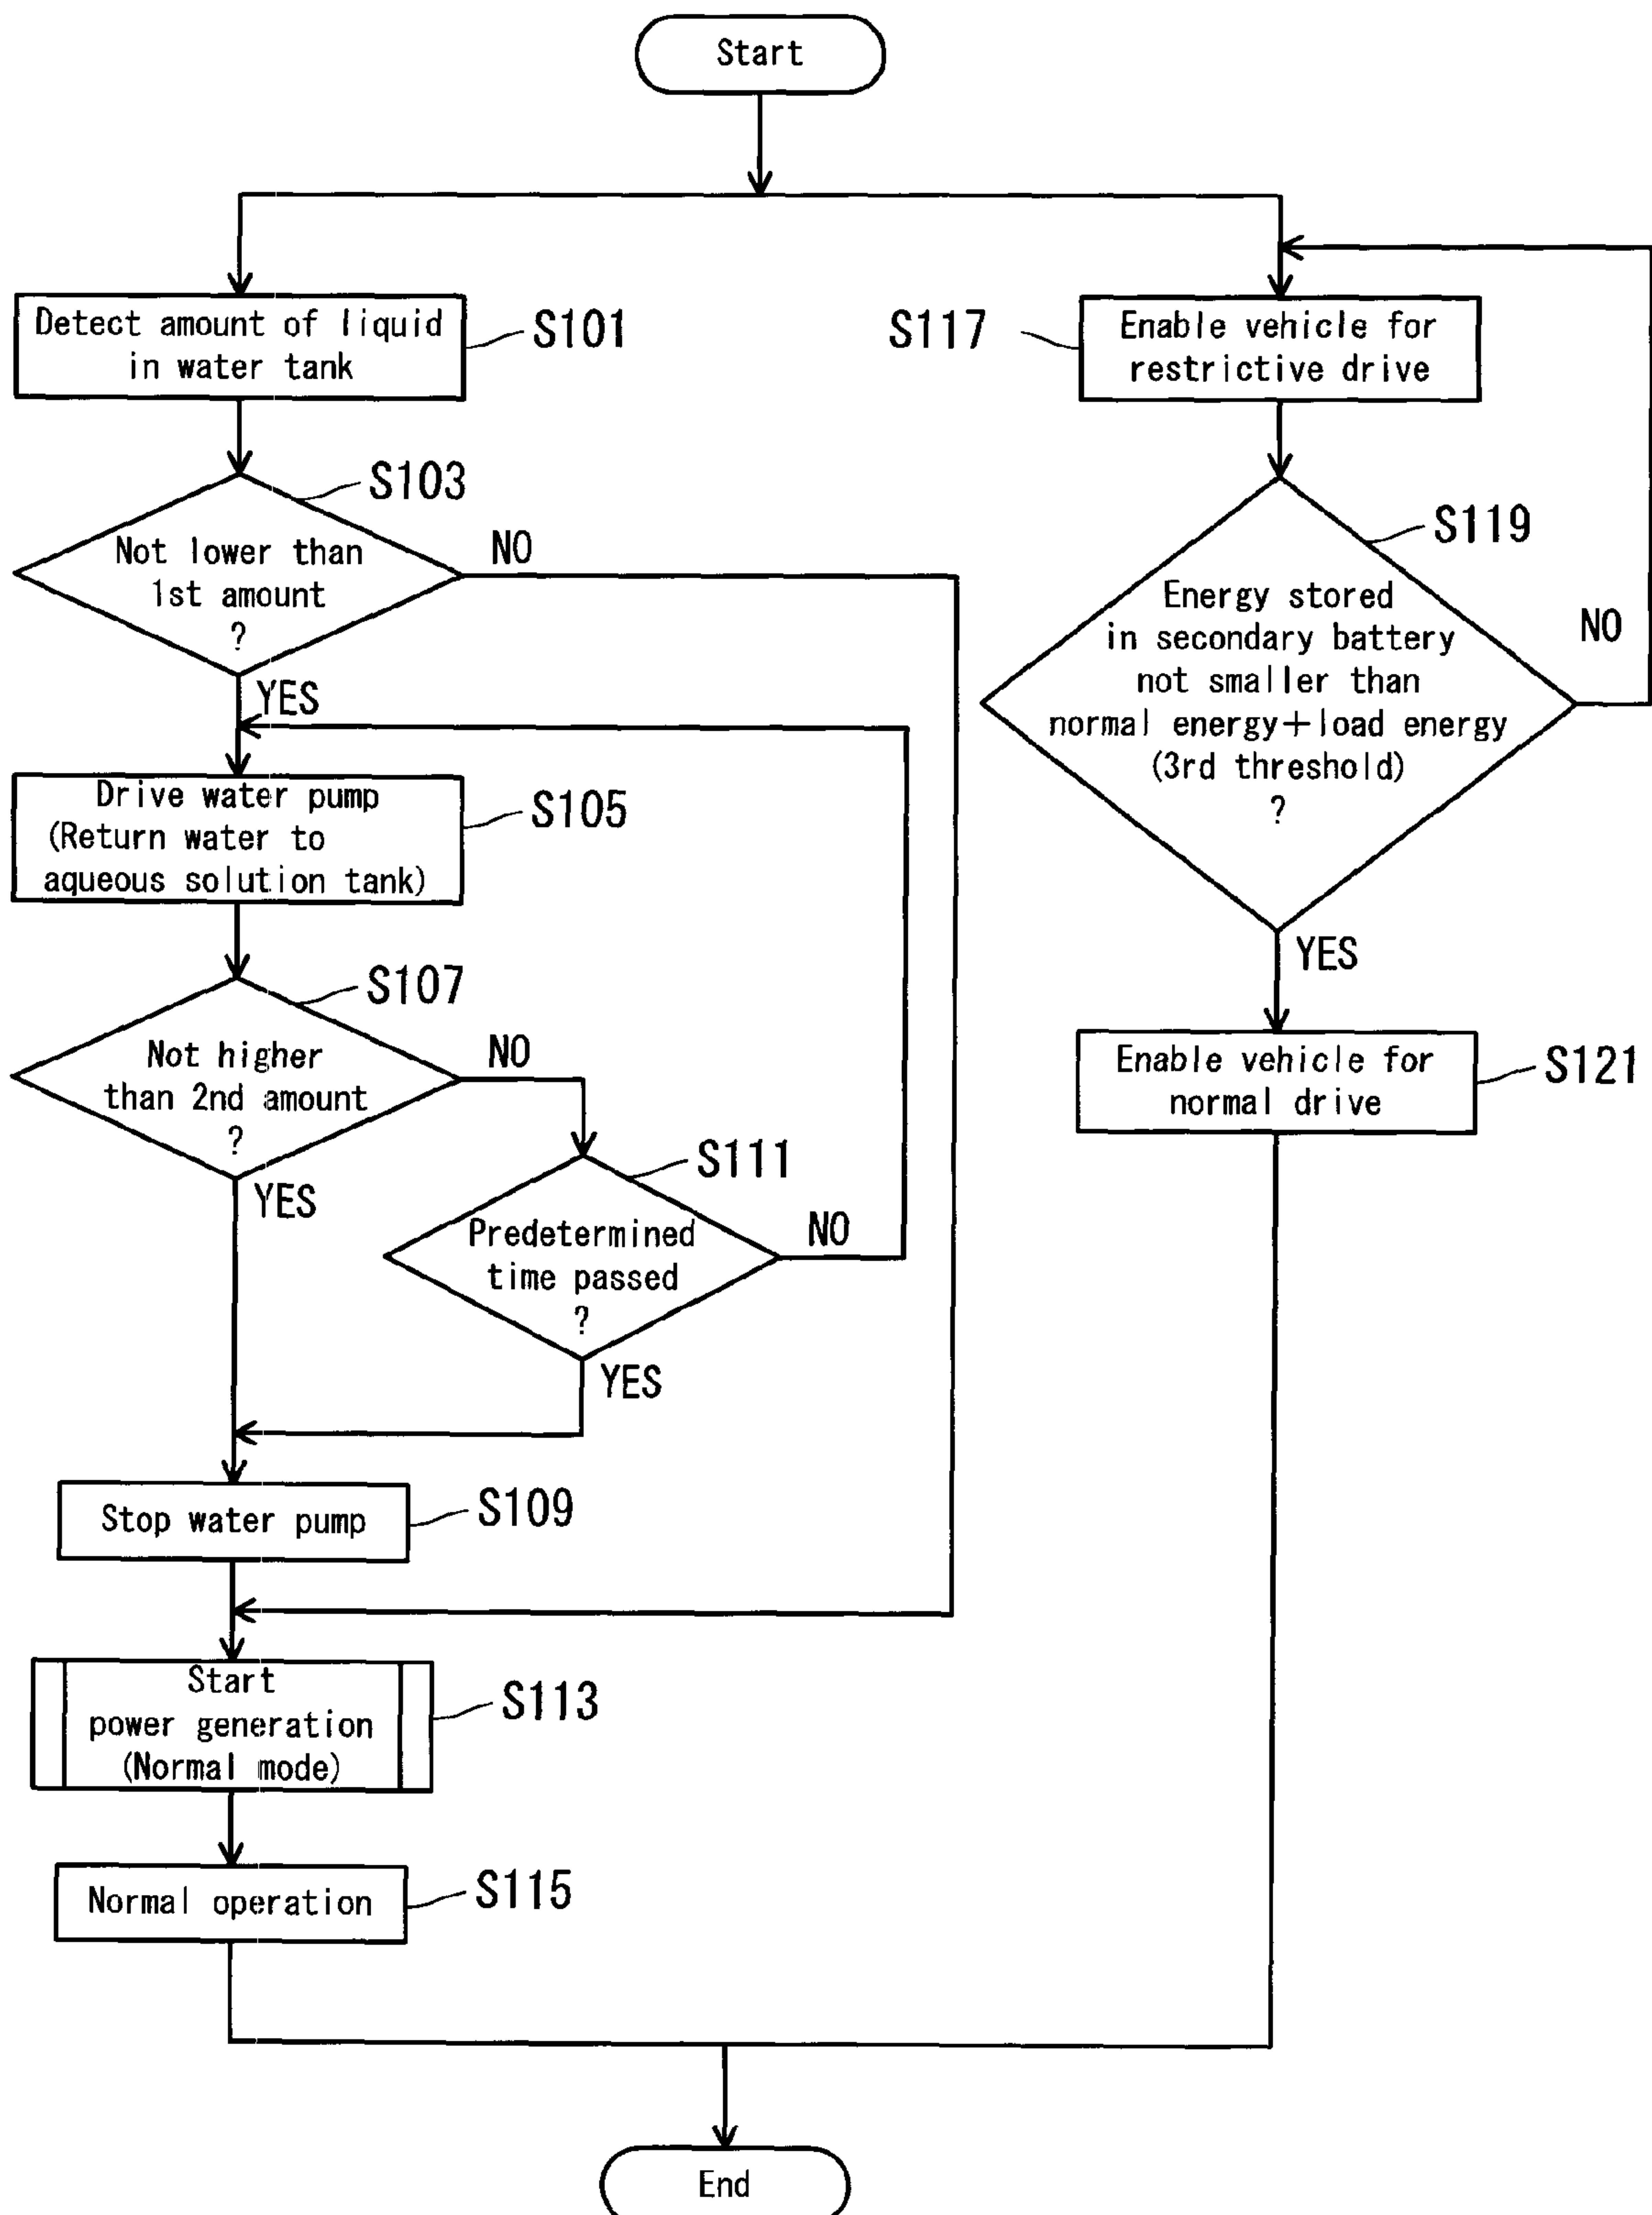 Start
Detect amount of liquid
in water tank
S101
S117
Enable vehicle for
restrictive drive
S103
Not lower than
1st amount
?
NO
YES
S119
Energy stored
in secondary battery
not smaller than
normal energy+load energy
(3rd threshold)
?
NO
YES
Drive water pump
(Return water to
aqueous solution tank)
S105
S107
Not higher
than 2nd amount
?
NO
YES
Enable vehicle for
normal drive
S121
S111
Predetermined
time passed
?
NO
YES
Stop water pump
S109
Start
power generation
(Normal mode)
S113
Normal operation
S115
End